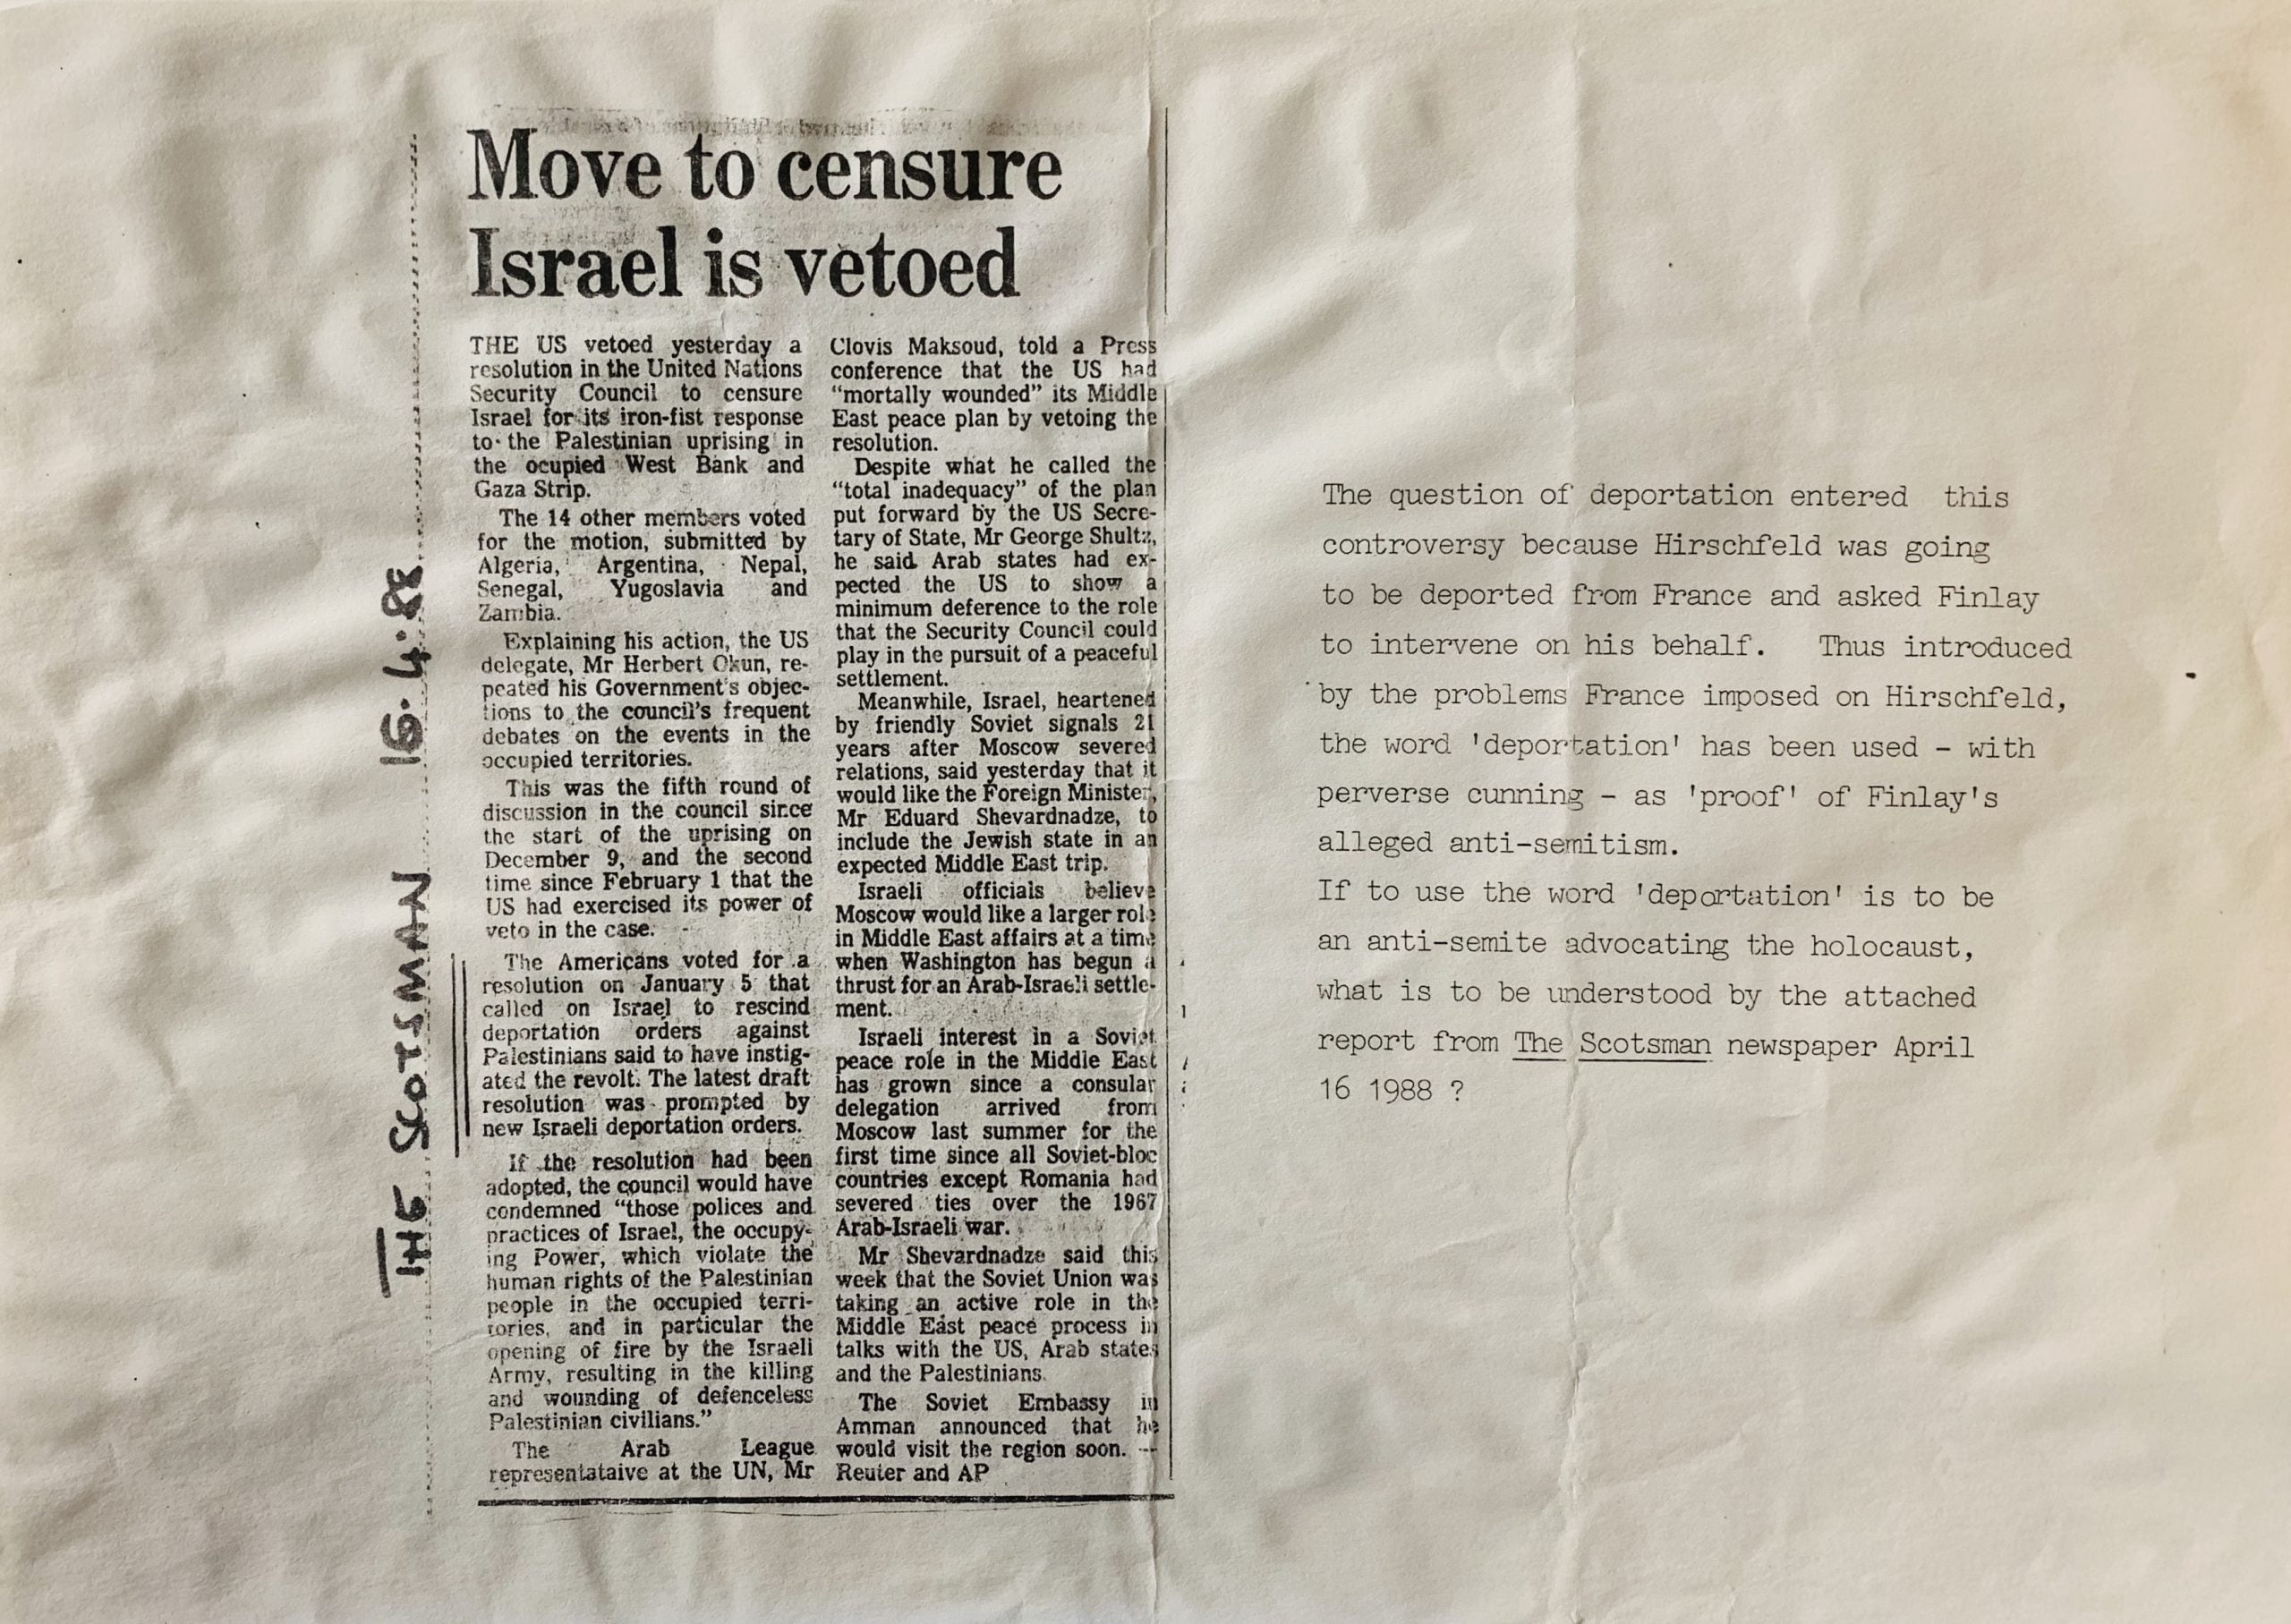 THE SCOTSMAN 16.4.88
Move to censure
Israel is vetoed
THE US vetoed yesterday a
resolution in the United Nations
Security Council to censure
Israel for its iron-fist response
to the Palestinian uprising in
the ocupied West Bank and
Gaza Strip.
The 14 other members voted
for the motion, submitted by
Algeria, Argentina, Nepal,
Senegal, Yugoslavia and
Zambia.
Explaining his action, the US
delegate, Mr Herbert Okun, re-
peated his Government's objec-
tions to the council's frequent
debates on the events in the
occupied territories.
This was the fifth round of
discussion in the council since
the start of the uprising on
December 9, and the second
time since February 1 that the
US had exercised its power of
veto in the case.
The Americans voted for a
resolution on January 5 that
called on Israel to rescind
deportation orders against
Palestinians said to have instig-
ated the revolt. The latest draft
resolution was prompted by
new Israeli deportation orders.
If the resolution had been
adopted, the council would have
condemned “those polices and
practices of Israel, the occupy-
ing Power, which violate the
human rights of the Palestinian
people in the occupied terri-
tories, and in particular the
opening of fire by the Israeli
Army, resulting in the killing
and wounding of defenceless
Palestinian civilians.”
The Arab League
representataive at the UN, Mr
Clovis Maksoud, told a Press
conference that the US had
“mortally wounded” its Middle
East peace plan by vetoing the
resolution.
Despite what he called the
“total inadequacy” of the plan
put forward by the US Secre-
tary of State, Mr George Shultz,
he said Arab states had ex-
pected the US to show a
minimum deference to the role
that the Security Council could
play in the pursuit of a peaceful
settlement.
Meanwhile, Israel, heartened
by friendly Soviet signals 21
years after Moscow severed
relations, said yesterday that it
would like the Foreign Minister,
Mr Eduard Shevardnadze, to
include the Jewish state in an
expected Middle East trip.
Israeli officials believe
Moscow would like a larger role
in Middle East affairs at a time
when Washington has begun a
thrust for an Arab-Israeli settle-
ment.
Israeli interest in a Soviet
peace role in the Middle East
has grown since a consular
delegation arrived from
Moscow last summer for the
first time since all Soviet-bloc
countries except Romania had
severed ties over the 1967
Arab-Israeli war.
Mr Shevardnadze said this
week that the Soviet Union was
taking an active role in the
Middle East peace process in
talks with the US, Arab states
and the Palestinians.
The Soviet Embassy in
Amman announced that he
would visit the region soon. —
Reuter and AP
The question of deportation entered this
controversy because Hirschfeld was going
to be deported from France and asked Finlay
to intervene on his behalf. Thus introduced
by the problems France imposed on Hirschfeld,
the word 'deportation' has been used - with
perverse cunning - as 'proof' of Finlay's
alleged anti-semitism.
If to use the word 'deportation' is to be
an anti-semite advocating the holocaust,
what is to be understood by the attached
report from The Scotsman newspaper April
16 1988 ?